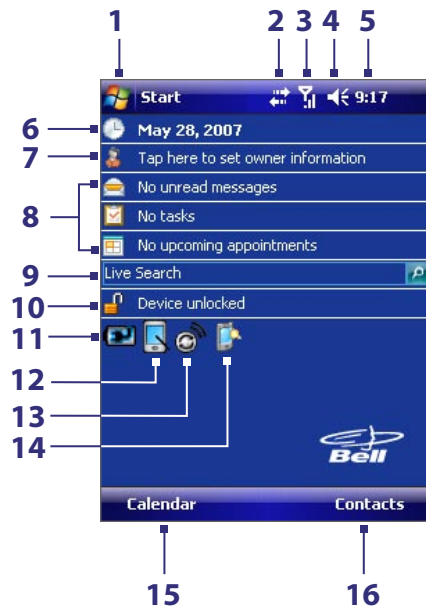 1 2 3 4 5
Start 9:17
6 May 28, 2007
7 Tap here to set owner information
No unread messages
8 No tasks
No upcoming appointments
9 Live Search
10 Device unlocked
11
12
13
14
Bell
Calendar Contacts
15 16